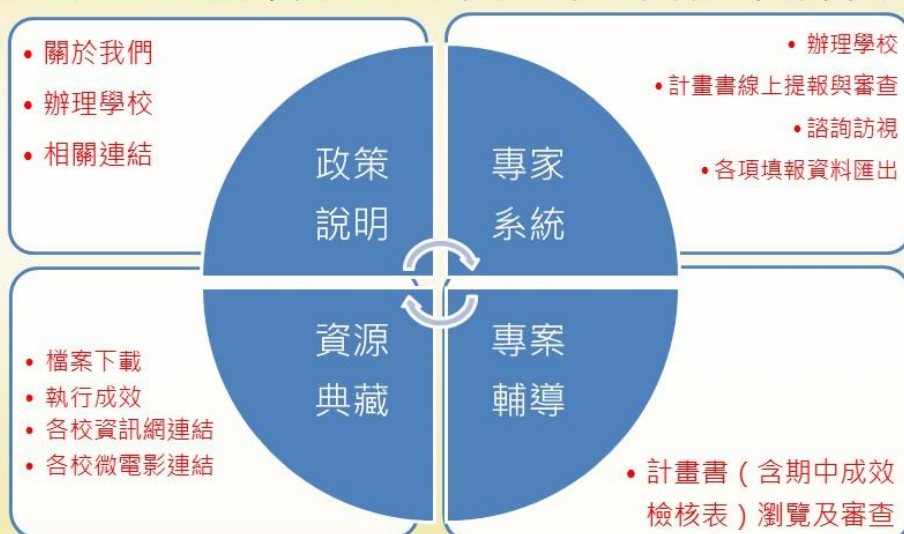 • 關於我們
• 辦理學校
• 相關連結
政策
說明
• 辦理學校
• 計畫書線上提報與審查
• 諮詢訪視
• 各項填報資料匯出
專家
系統
• 檔案下載
• 執行成效
• 各校資訊網連結
• 各校微電影連結
資源
典藏
專案
輔導
• 計畫書（含期中成效
檢核表）瀏覽及審查